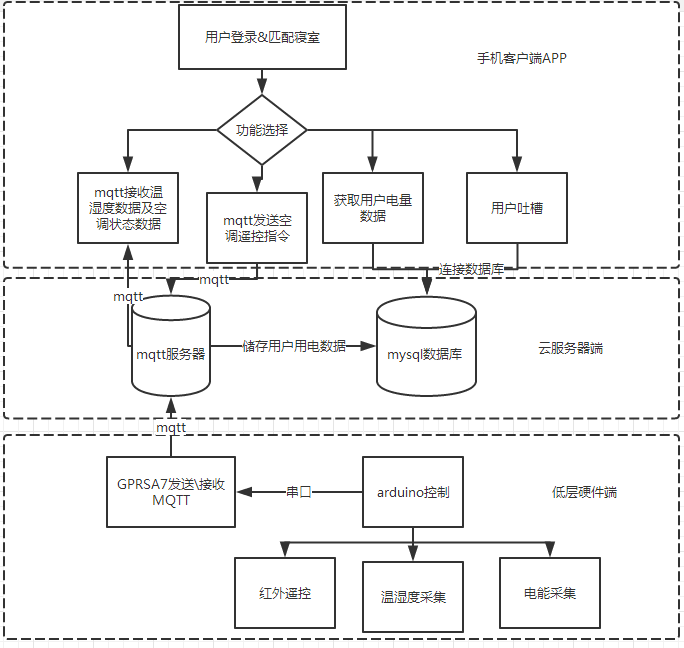 用户登录&匹配寝室
手机客户端APP
功能选择
mqtt接收温
湿度数据及空
调状态数据
mqtt发送空
调遥控指令
获取用户电量
数据
用户吐槽
mqtt
mqtt
连接数据库
mqtt服务器
储存用户用电数据
mysql数据库
云服务器端
mqtt
GPRSA7发送\接收
MQTT
串口
arduino控制
低层硬件端
红外遥控
温湿度采集
电能采集